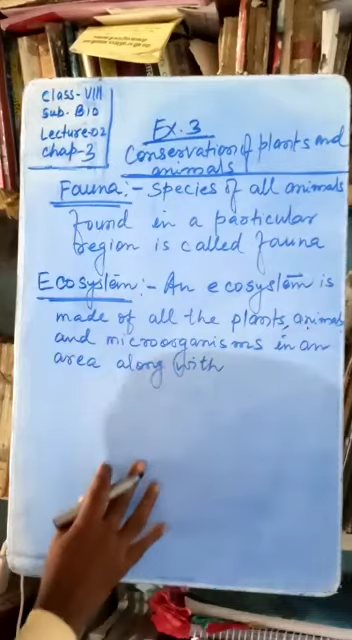 Class - VIII
Sub. Bio
Lecture-02
Chap-3
Ex. 3
Conservation of plants and
animals
Fauna:- Species of all animals
found in a particular
region is called fauna
Ecosystem:- An ecosystem is
made of all the plants, animals
and microorganisms in an
area along with